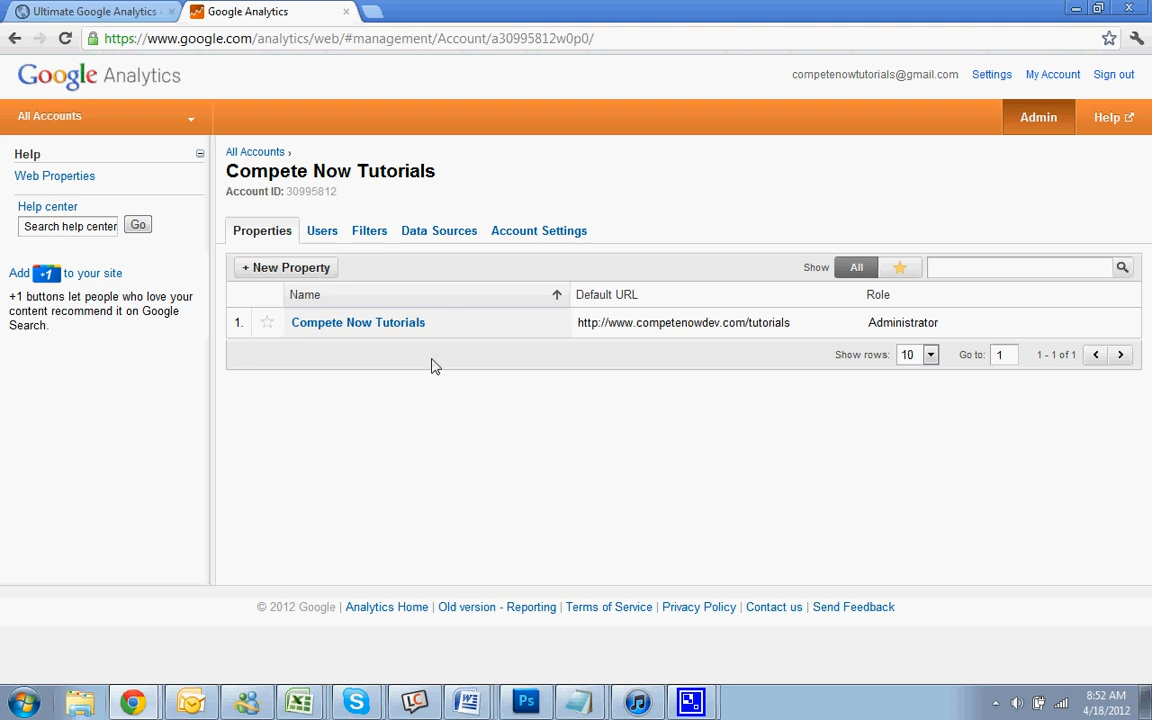 Ultimate Google Analytics
Google Analytics
https://www.google.com/analytics/web/#management/Account/a30995812w0p0/
Google Analytics
competenowtutorials@gmail.com Settings My Account Sign out
All Accounts
Admin Help
Help
Web Properties
Help center
Search help center Go
Add +1 to your site
+1 buttons let people who love your
content recommend it on Google
Search.
All Accounts ›
Compete Now Tutorials
Account ID: 30995812
Properties Users Filters Data Sources Account Settings
+ New Property Show All
Name Default URL Role
1. Compete Now Tutorials http://www.competenowdev.com/tutorials Administrator
Show rows: 10 Go to: 1 1 - 1 of 1
© 2012 Google | Analytics Home | Old version - Reporting | Terms of Service | Privacy Policy | Contact us | Send Feedback
LC Ps
8:52 AM
4/18/2012